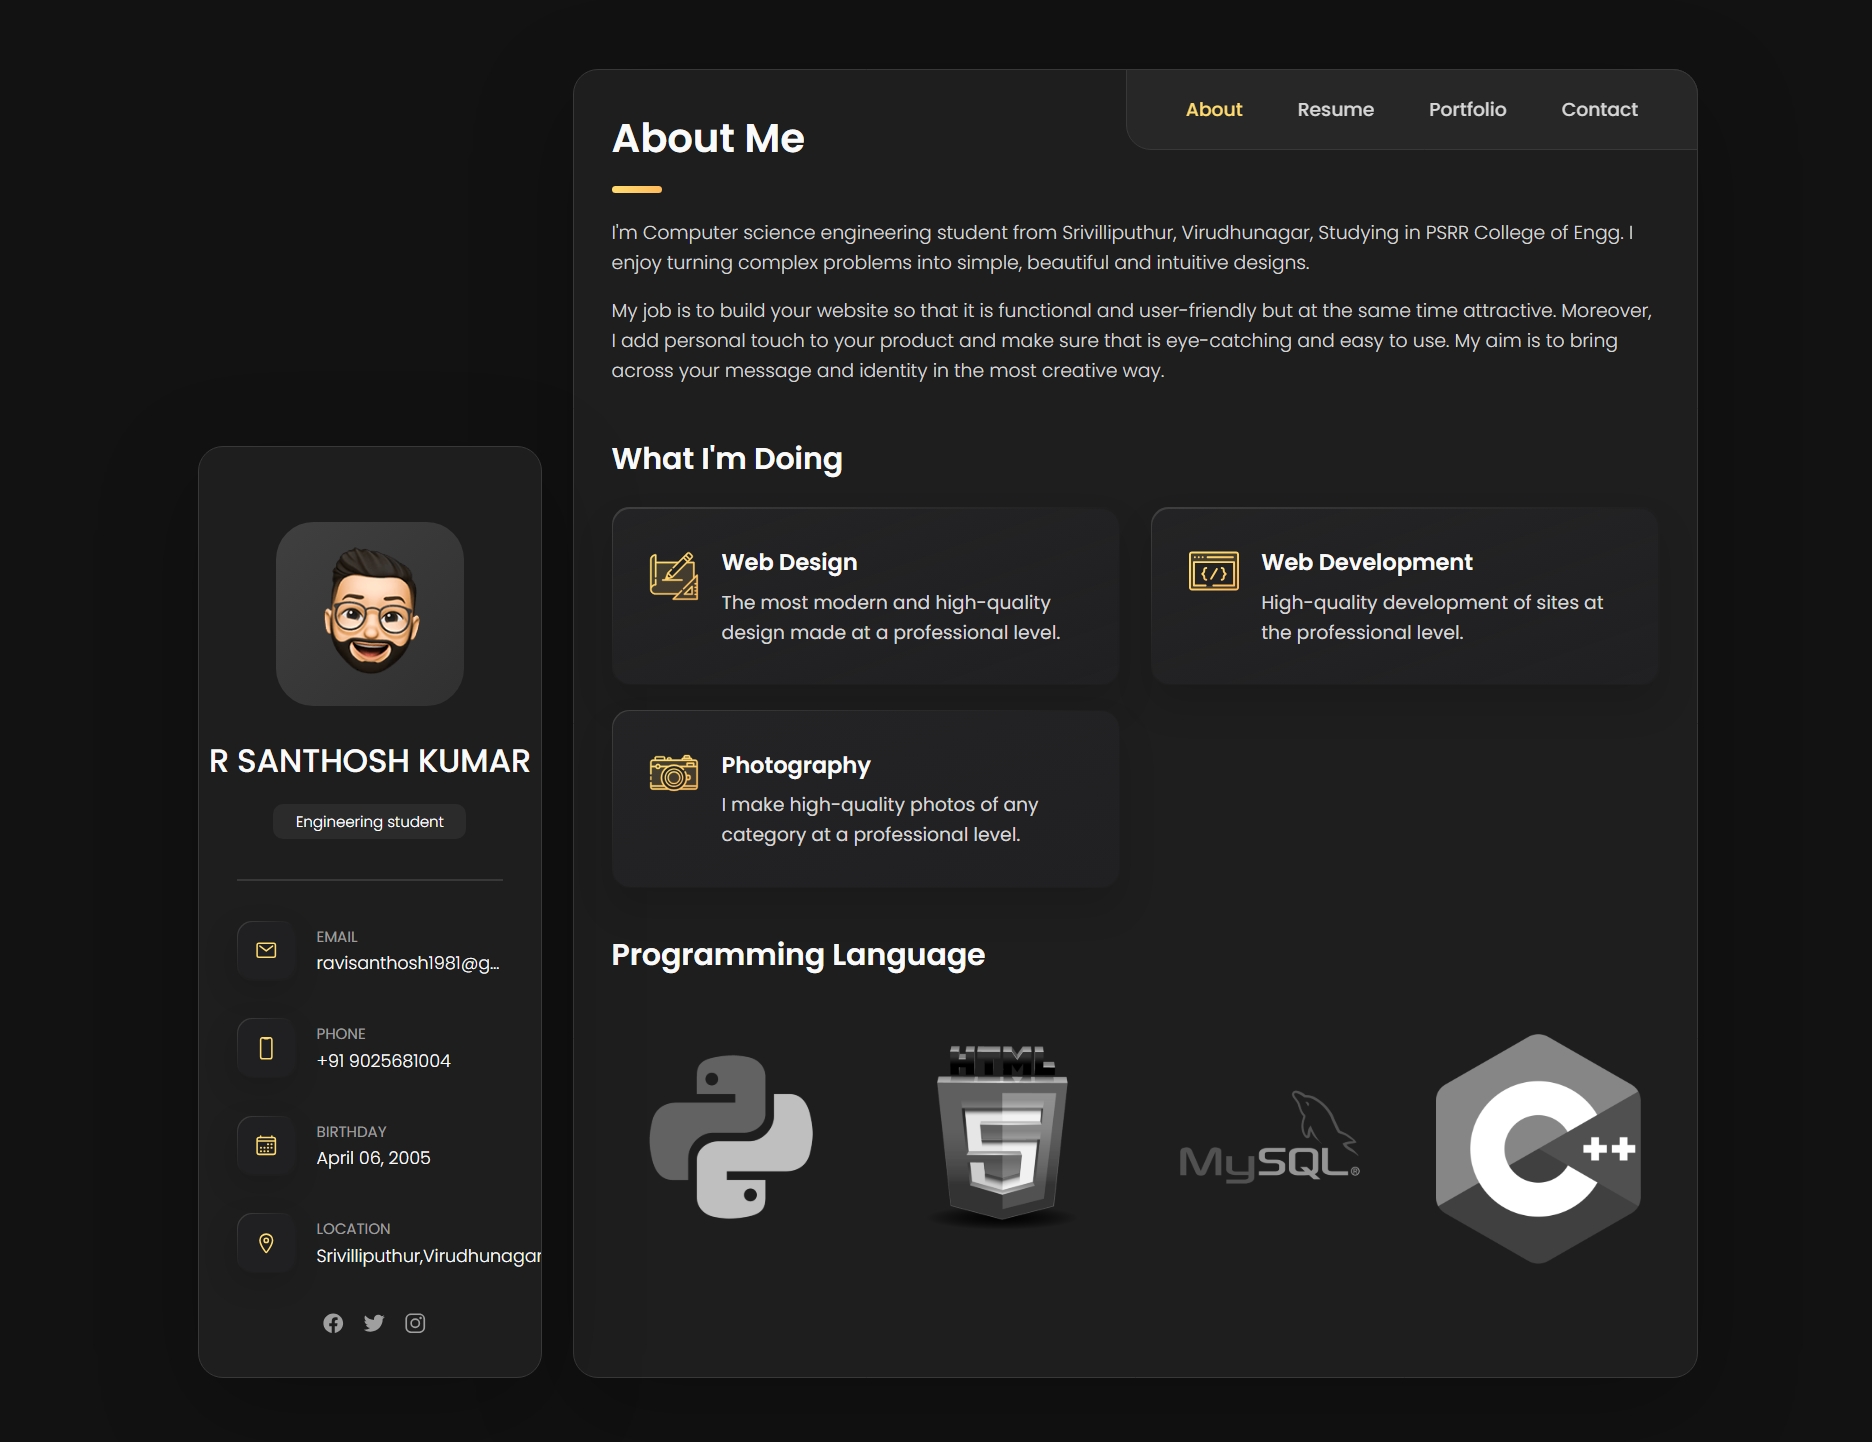 About
Resume
Portfolio
Contact
About Me
I'm Computer science engineering student from Srivilliputhur, Virudhunagar, Studying in PSRR College of Engg. I
enjoy turning complex problems into simple, beautiful and intuitive designs.
My job is to build your website so that it is functional and user-friendly but at the same time attractive. Moreover,
I add personal touch to your product and make sure that is eye-catching and easy to use. My aim is to bring
across your message and identity in the most creative way.
What I'm Doing
Web Design
The most modern and high-quality
design made at a professional level.
Web Development
High-quality development of sites at
the professional level.
Photography
I make high-quality photos of any
category at a professional level.
Programming Language
HTML
5
MySQL®
C++
R SANTHOSH KUMAR
Engineering student
EMAIL
ravisanthosh1981@g...
PHONE
+91 9025681004
BIRTHDAY
April 06, 2005
LOCATION
Srivilliputhur,Virudhunagar